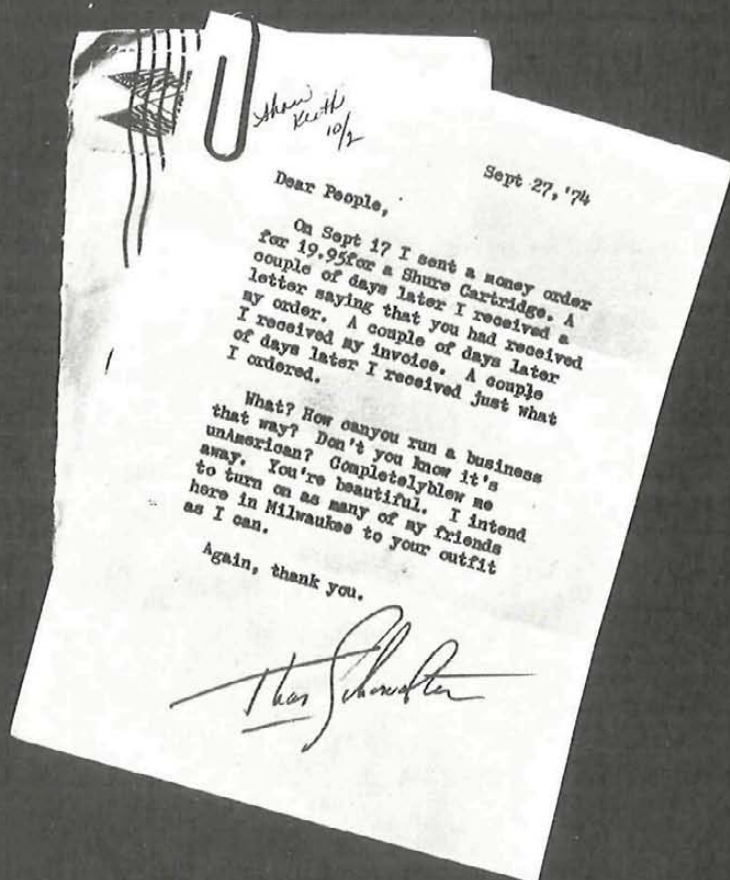 Show
Keith
10/2
Sept 27, '74
Dear People,
On Sept 17 I sent a money order
for 19.95for a Shure Cartridge. A
couple of days later I received a
letter saying that you had received
my order. A couple of days later
I received my invoice. A couple
of days later I received just what
I ordered.
What? How canyou run a business
that way? Don't you know it's
unAmerican? Completelyblew me
away. You're beautiful. I intend
to turn on as many of my friends
here in Milwaukee to your outfit
as I can.
Again, thank you.
Thos